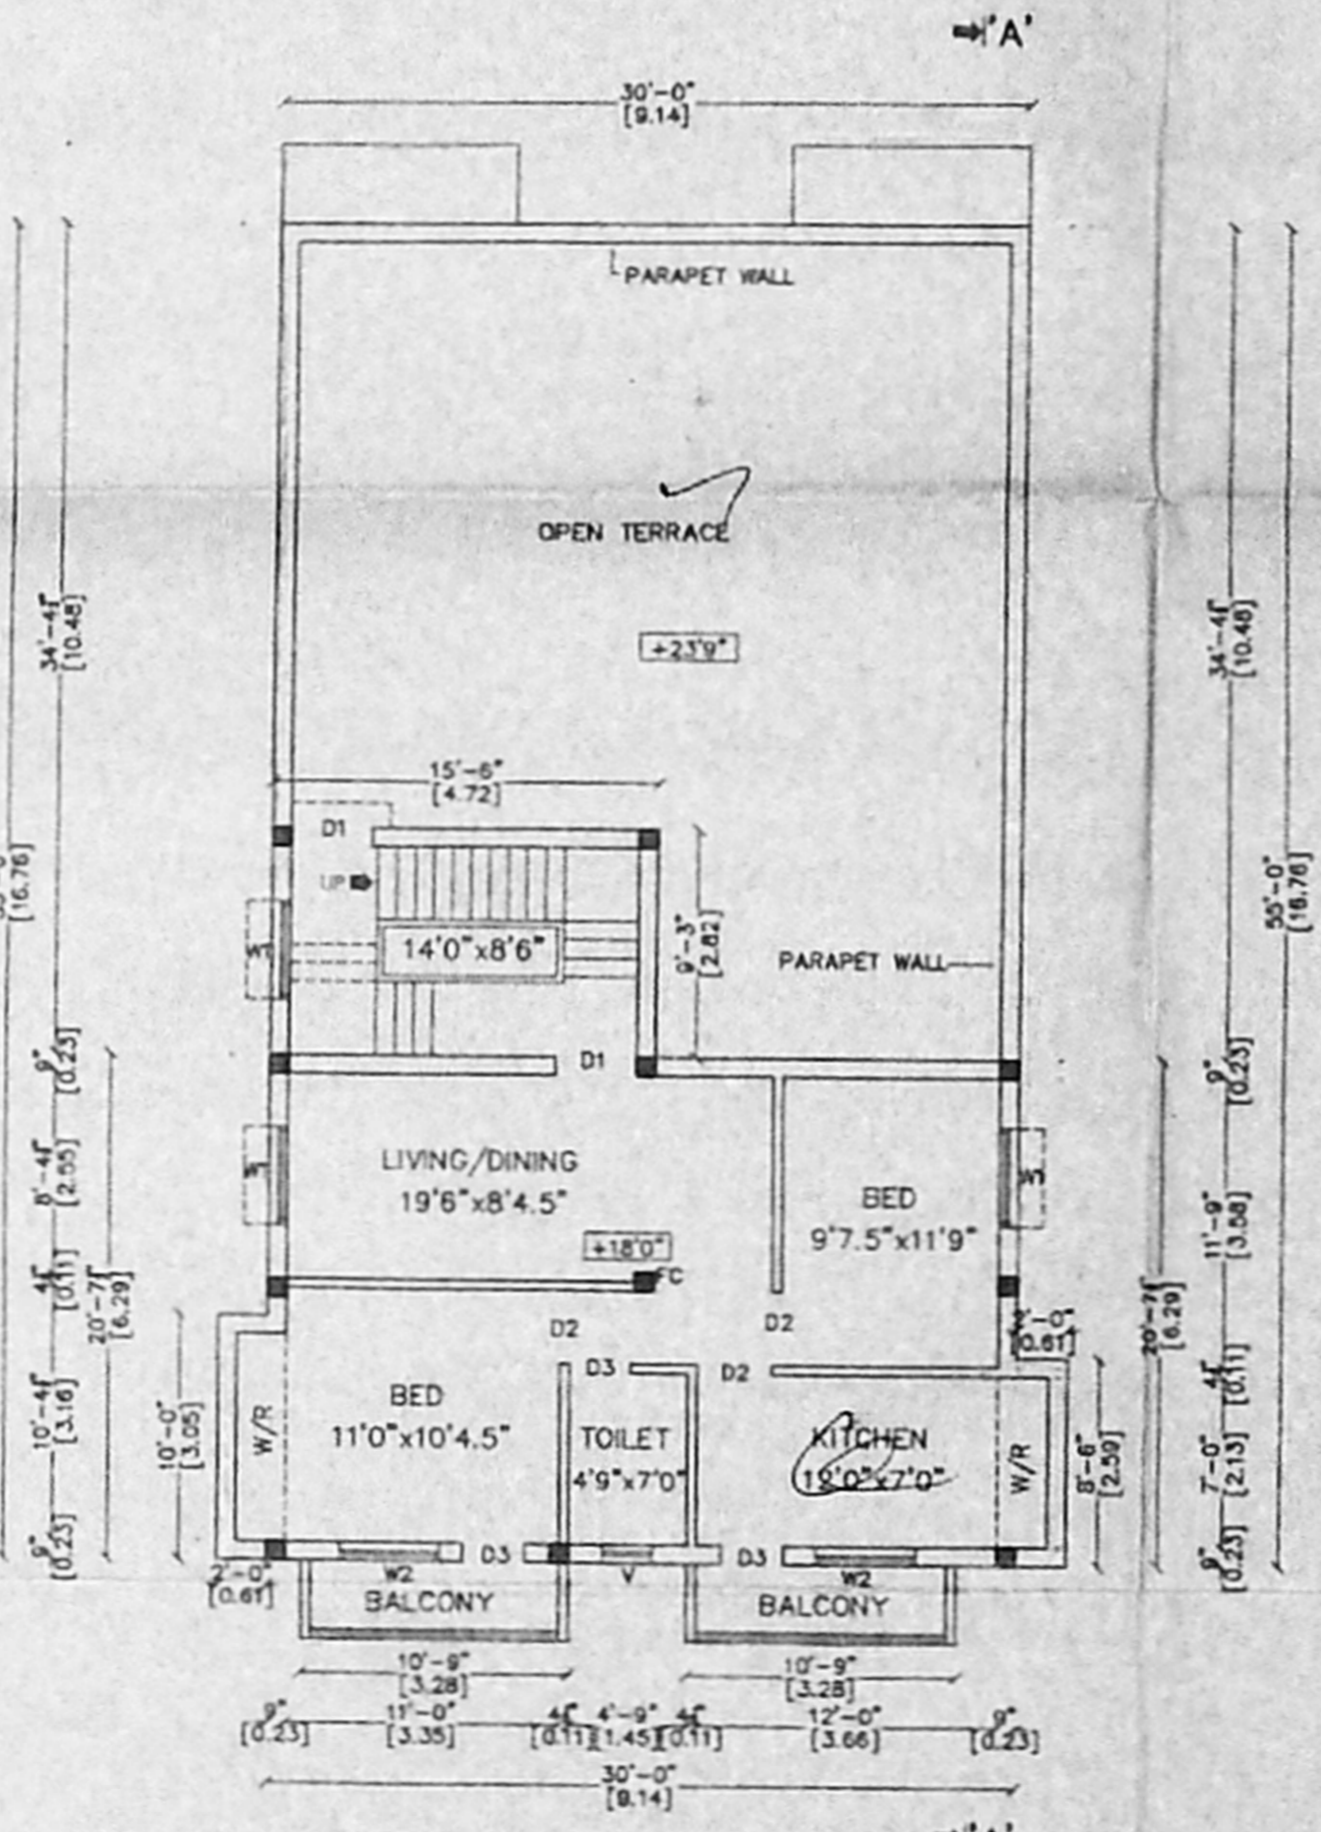 'A'
30'-0"
[9.14]
PARAPET WALL
OPEN TERRACE
+23'9"
34'-4½"
[10.48]
34'-4½"
[10.48]
15'-6"
[4.72]
D1
UP
14'0"x8'6"
9'-3"
[2.82]
PARAPET WALL
[16.76]
55'-0"
[16.76]
W1
D1
9"
[0.23]
9"
[0.23]
LIVING/DINING
19'6"x8'4.5"
+18'0"
FC
BED
9'7.5"x11'9"
W1
8'-4½"
[2.55]
11'-9"
[3.58]
4½"
[0.11]
20'-7½"
[6.29]
20'-7½"
[6.29]
D2
D2
[0.61]
D3
D2
4½"
[0.11]
BED
11'0"x10'4.5"
TOILET
4'9"x7'0"
KITCHEN
12'0"x7'0"
W/R
W/R
10'-4½"
[3.16]
10'-0"
[3.05]
8'-6"
[2.59]
7'-0"
[2.13]
9"
[0.23]
9"
[0.23]
D3
D3
W2
V
W2
2'-0"
[0.61]
BALCONY
BALCONY
10'-9"
[3.28]
10'-9"
[3.28]
9"
[0.23]
11'-0"
[3.35]
4½"
[0.11]
4'-9"
[1.45]
4½"
[0.11]
12'-0"
[3.66]
9"
[0.23]
30'-0"
[9.14]